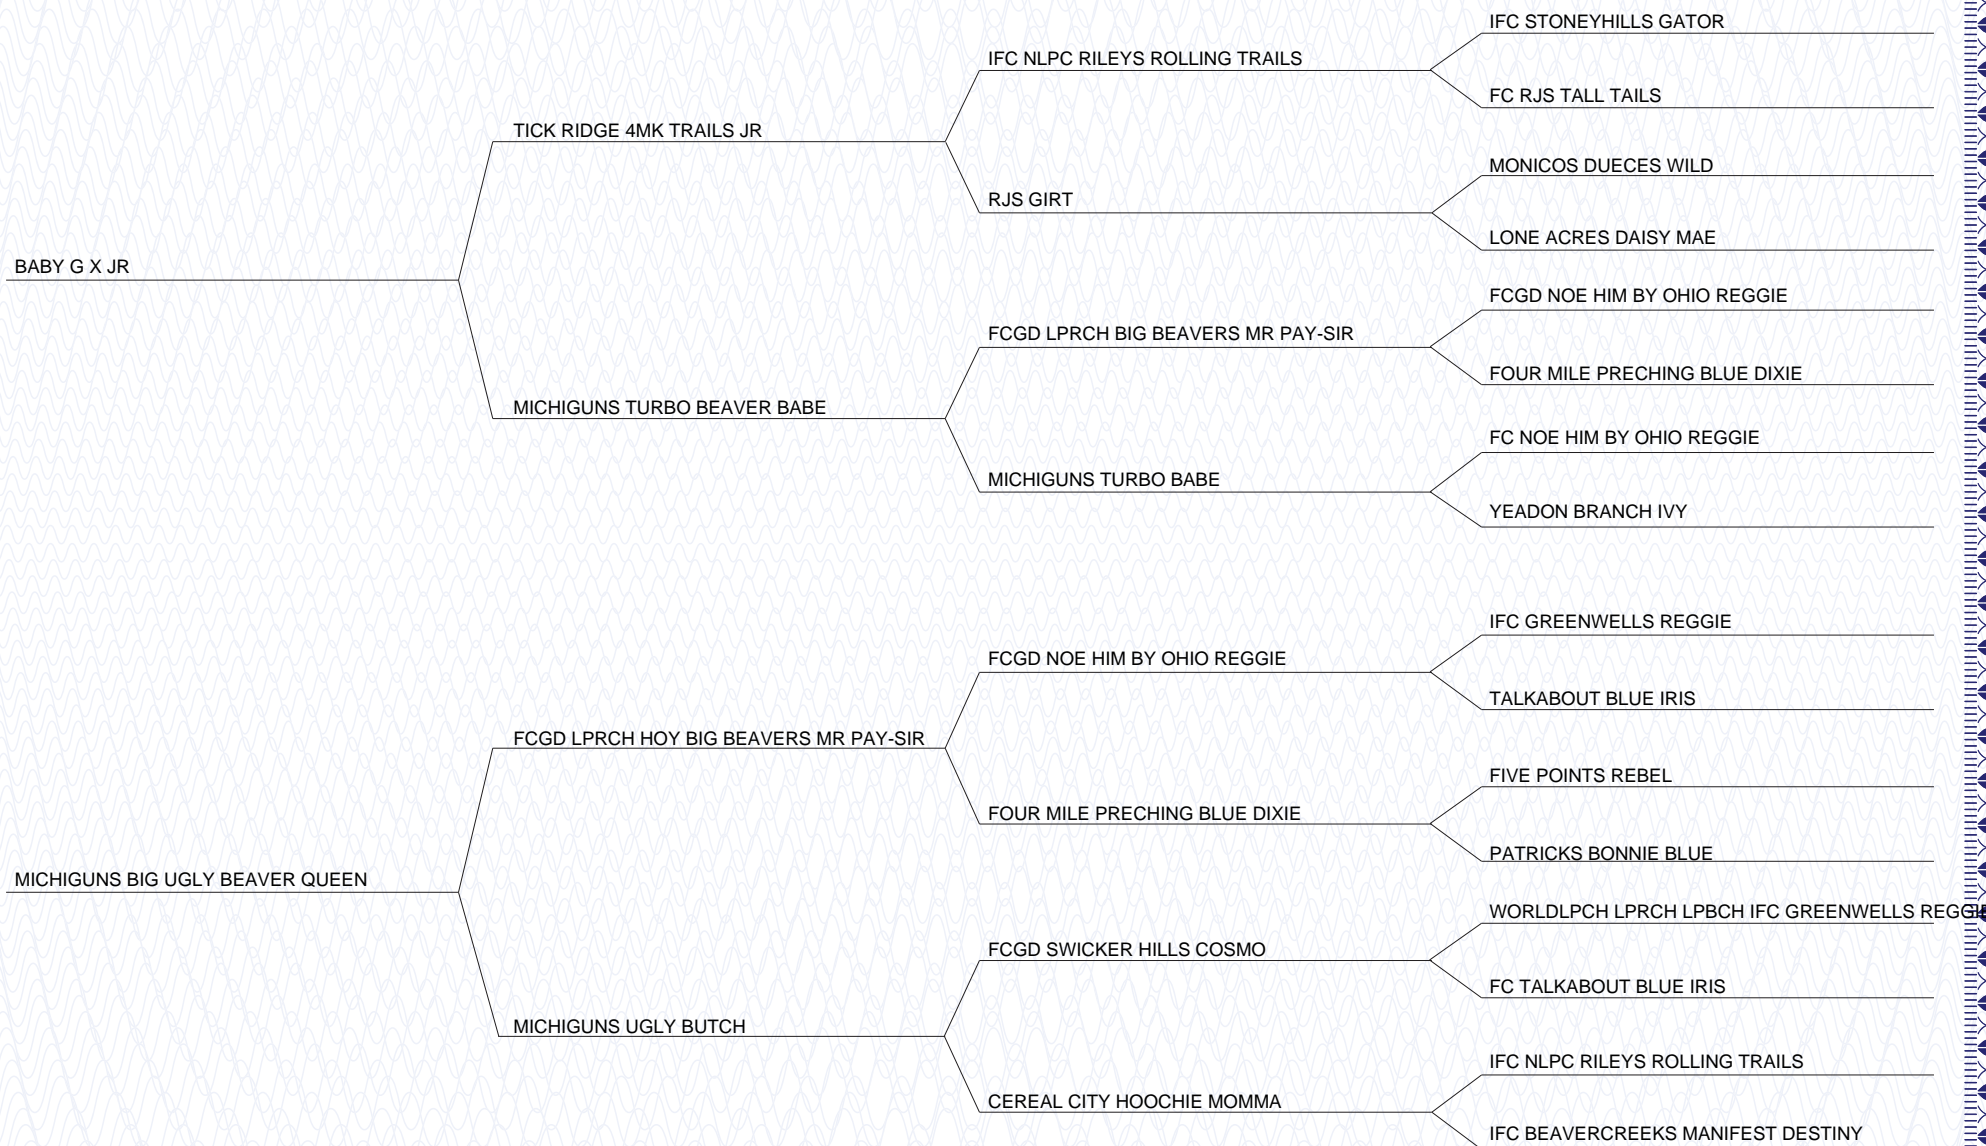 IFC STONEYHILLS GATOR
IFC NLPC RILEYS ROLLING TRAILS
FC RJS TALL TAILS
TICK RIDGE 4MK TRAILS JR
MONICOS DUECES WILD
RJS GIRT
LONE ACRES DAISY MAE
BABY G X JR
FCGD NOE HIM BY OHIO REGGIE
FCGD LPRCH BIG BEAVERS MR PAY-SIR
FOUR MILE PRECHING BLUE DIXIE
MICHIGUNS TURBO BEAVER BABE
FC NOE HIM BY OHIO REGGIE
MICHIGUNS TURBO BABE
YEADON BRANCH IVY
IFC GREENWELLS REGGIE
FCGD NOE HIM BY OHIO REGGIE
TALKABOUT BLUE IRIS
FCGD LPRCH HOY BIG BEAVERS MR PAY-SIR
FIVE POINTS REBEL
FOUR MILE PRECHING BLUE DIXIE
PATRICKS BONNIE BLUE
MICHIGUNS BIG UGLY BEAVER QUEEN
WORLDLPCH LPRCH LPBCH IFC GREENWELLS REGGIE
FCGD SWICKER HILLS COSMO
FC TALKABOUT BLUE IRIS
MICHIGUNS UGLY BUTCH
IFC NLPC RILEYS ROLLING TRAILS
CEREAL CITY HOOCHIE MOMMA
IFC BEAVERCREEKS MANIFEST DESTINY